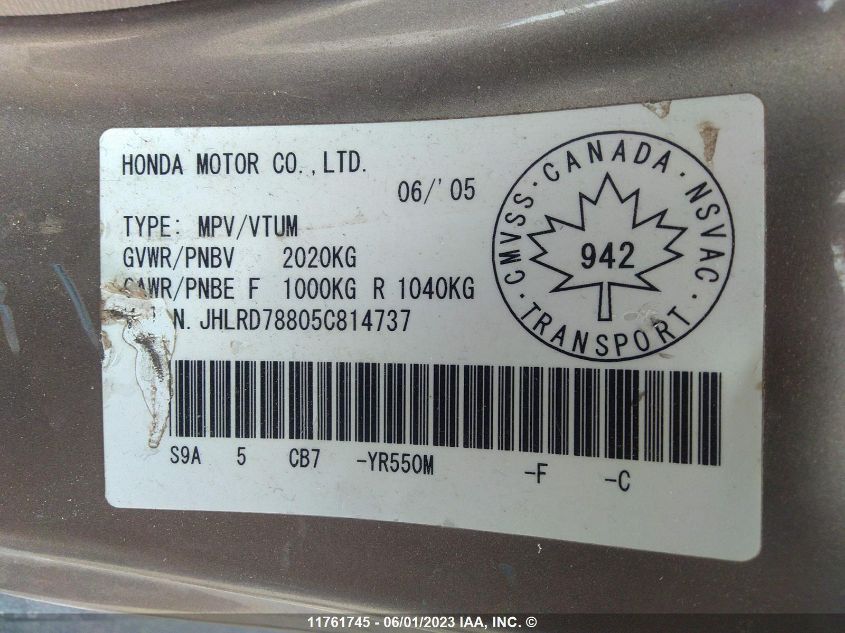 HONDA MOTOR CO.,LTD.
06/'05
TYPE: MPV/VTUM
GVWR/PNBV 2020KG
GAWR/PNBE F 1000KG R 1040KG
N. JHLRD78805C814737
CMVSS · CANADA · NSVAC · TRANSPORT ·
942
S9A 5 CB7 -YR550M -F -C
11761745 - 06/01/2023 IAA, INC. ©